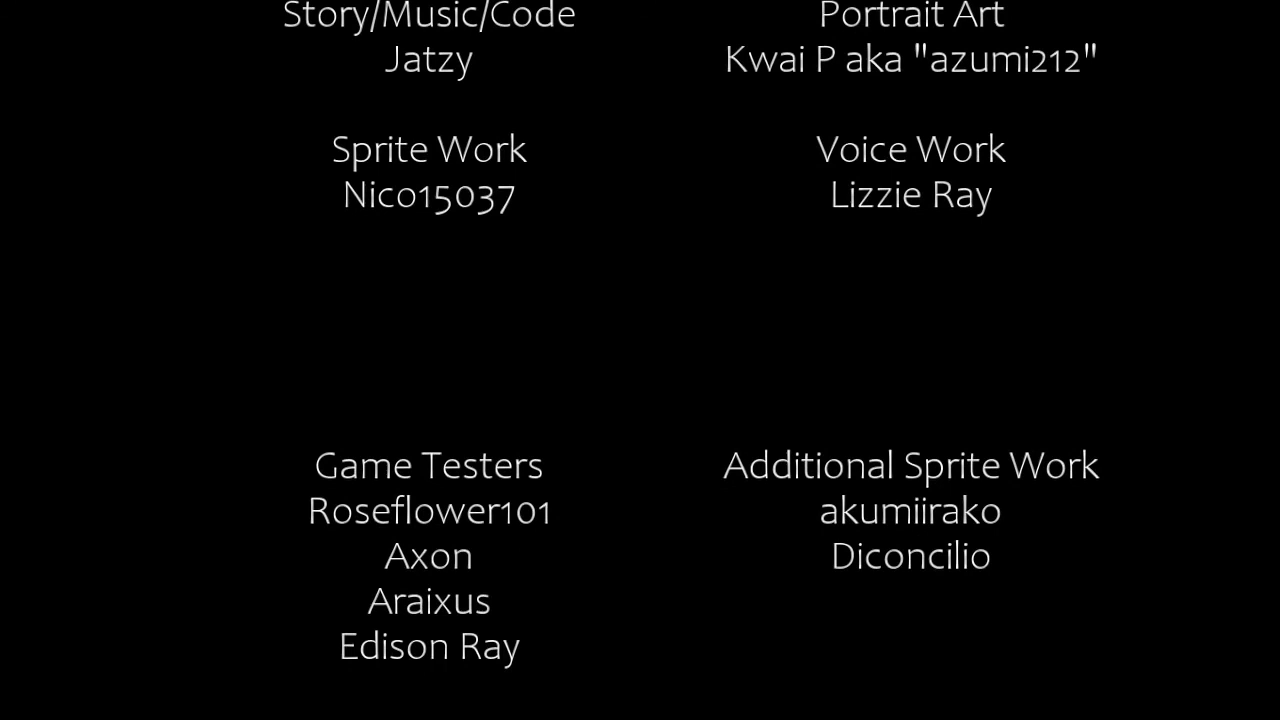 Story/Music/Code
Jatzy
Portrait Art
Kwai P aka "azumi212"
Sprite Work
Nico15037
Voice Work
Lizzie Ray
Game Testers
Roseflower101
Axon
Araixus
Edison Ray
Additional Sprite Work
akumiirako
Diconcilio